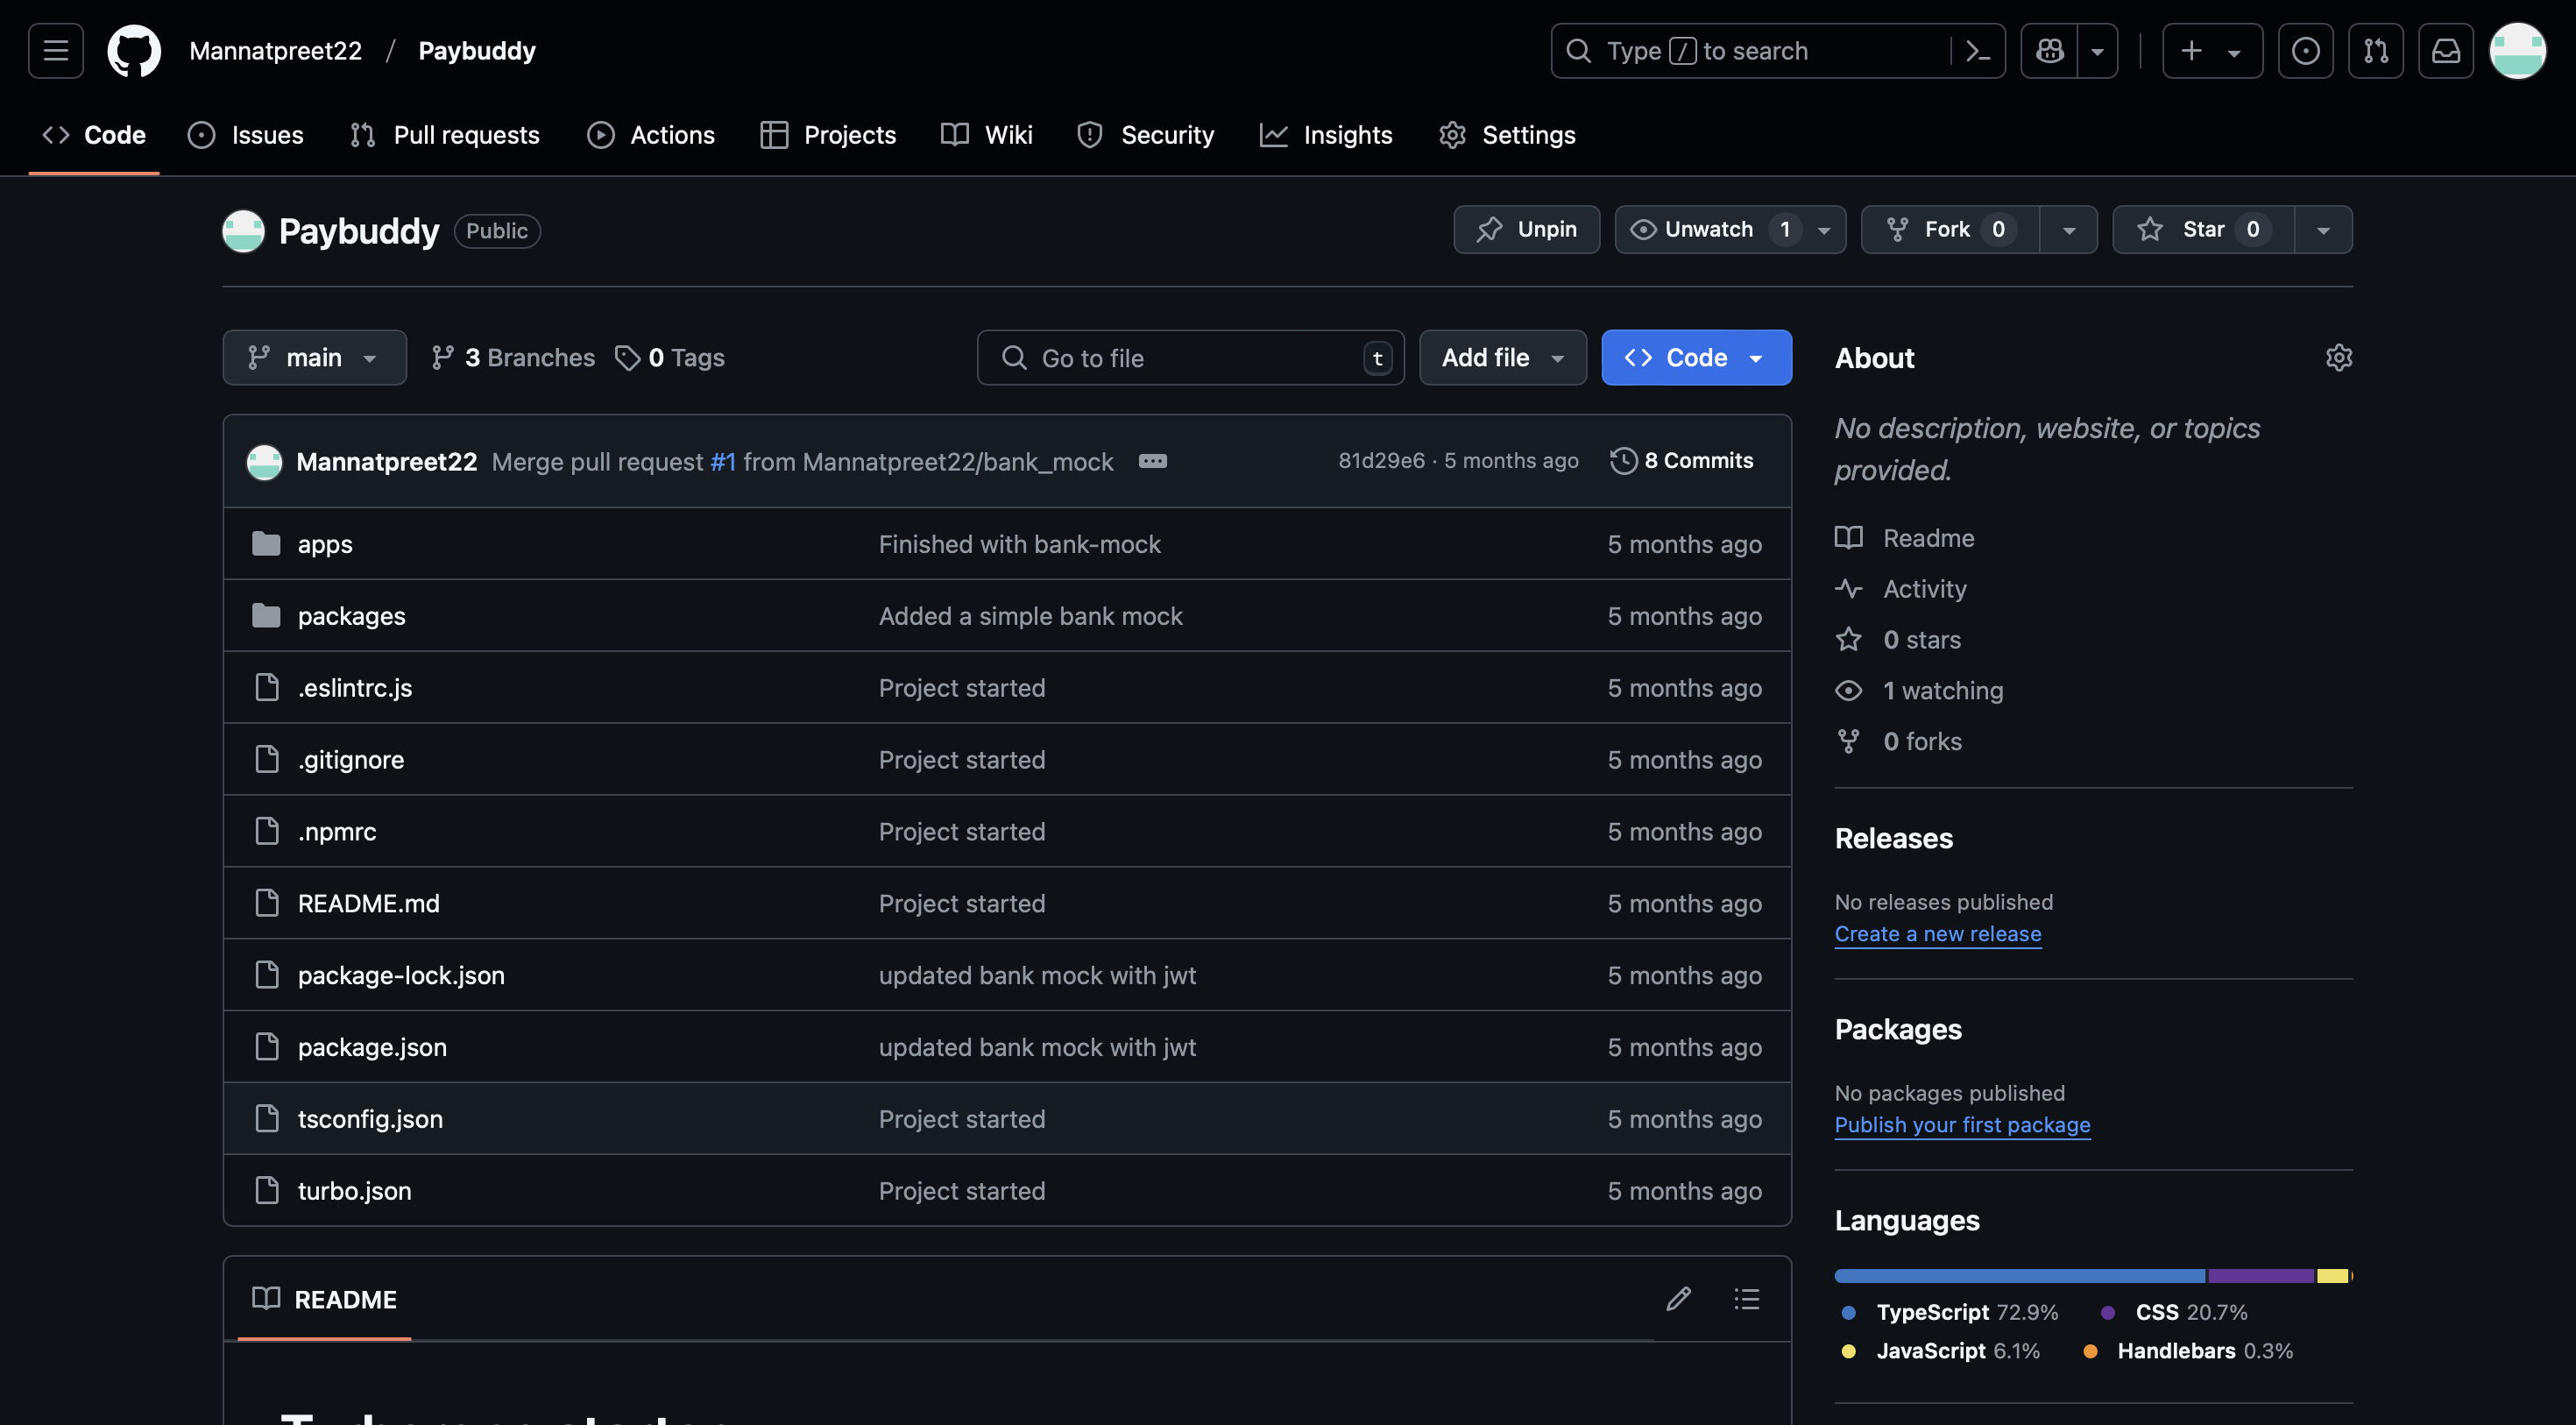 Mannatpreet22 / Paybuddy
Type / to search
Code Issues Pull requests Actions Projects Wiki Security Insights Settings
Paybuddy Public
Unpin Unwatch 1 Fork 0 Star 0
main 3 Branches 0 Tags
Go to file t Add file Code
Mannatpreet22 Merge pull request #1 from Mannatpreet22/bank_mock 81d29e6 · 5 months ago 8 Commits
apps Finished with bank-mock 5 months ago
packages Added a simple bank mock 5 months ago
.eslintrc.js Project started 5 months ago
.gitignore Project started 5 months ago
.npmrc Project started 5 months ago
README.md Project started 5 months ago
package-lock.json updated bank mock with jwt 5 months ago
package.json updated bank mock with jwt 5 months ago
tsconfig.json Project started 5 months ago
turbo.json Project started 5 months ago
README
About
No description, website, or topics
provided.
Readme
Activity
0 stars
1 watching
0 forks
Releases
No releases published
Create a new release
Packages
No packages published
Publish your first package
Languages
TypeScript 72.9% CSS 20.7%
JavaScript 6.1% Handlebars 0.3%